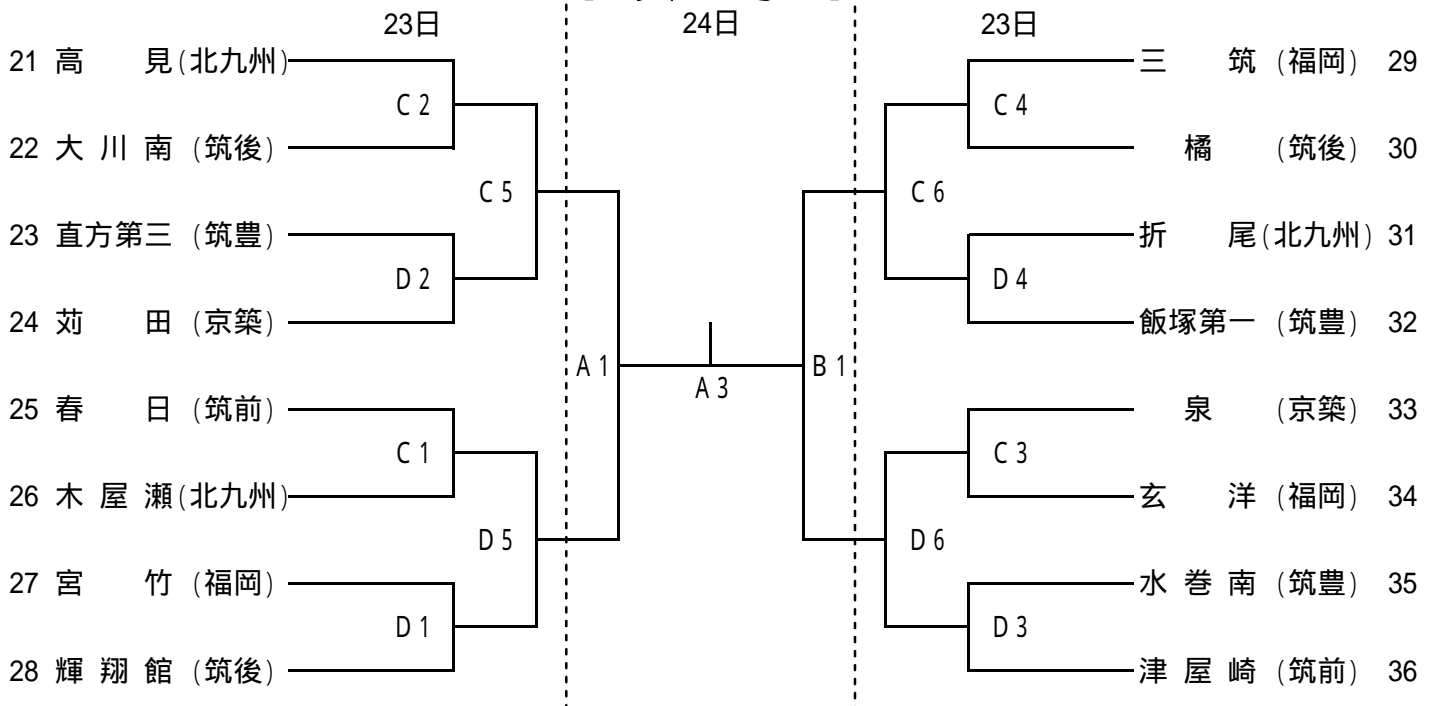 23日 24日 23日
21 高 見(北九州) 三 筑 (福岡) 29
C 2 C 4
22 大 川 南 (筑後) 橘 (筑後) 30
C 5 C 6
23 直方第三 (筑豊) 折 尾(北九州) 31
D 2 D 4
24 苅 田 (京築) 飯塚第一 (筑豊) 32
A 1 B 1
A 3
25 春 日 (筑前) 泉 (京築) 33
C 1 C 3
26 木 屋 瀬(北九州) 玄 洋 (福岡) 34
D 5 D 6
27 宮 竹 (福岡) 水 巻 南 (筑豊) 35
D 1 D 3
28 輝 翔 館 (筑後) 津 屋 崎 (筑前) 36